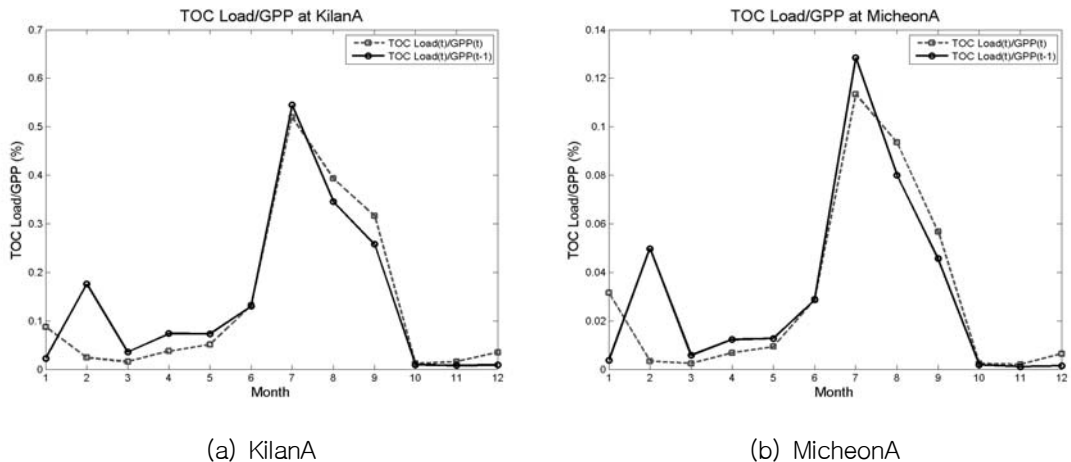 TOC Load/GPP at KilanA
TOC Load/GPP (%)
0.7
0.6
0.5
0.4
0.3
0.2
0.1
0
TOC Load(t)/GPP(t)
TOC Load(t)/GPP(t-1)
1 2 3 4 5 6 7 8 9 10 11 12
Month
(a) KilanA
TOC Load/GPP at MicheonA
TOC Load/GPP (%)
0.14
0.12
0.1
0.08
0.06
0.04
0.02
0
TOC Load(t)/GPP(t)
TOC Load(t)/GPP(t-1)
1 2 3 4 5 6 7 8 9 10 11 12
Month
(b) MicheonA